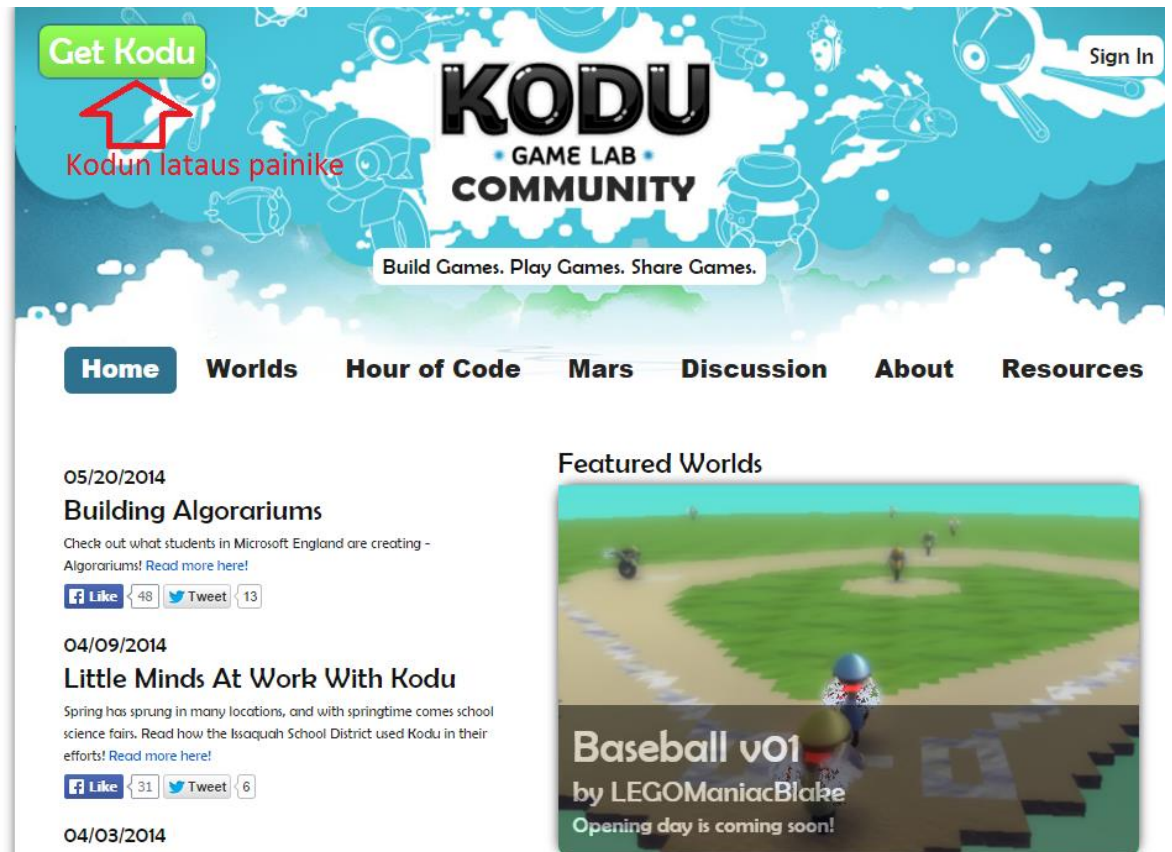 Get Kodu
Sign In
Kodun lataus painike
KODU
GAME LAB
COMMUNITY
Build Games. Play Games. Share Games.
Home Worlds Hour of Code Mars Discussion About Resources
05/20/2014
Building Algorariums
Check out what students in Microsoft England are creating -
Algorariums! Read more here!
Like 48 Tweet 13
04/09/2014
Little Minds At Work With Kodu
Spring has sprung in many locations, and with springtime comes school
science fairs. Read how the Issaquah School District used Kodu in their
efforts! Read more here!
Like 31 Tweet 6
04/03/2014
Featured Worlds
Baseball v01
by LEGOManiacBlake
Opening day is coming soon!